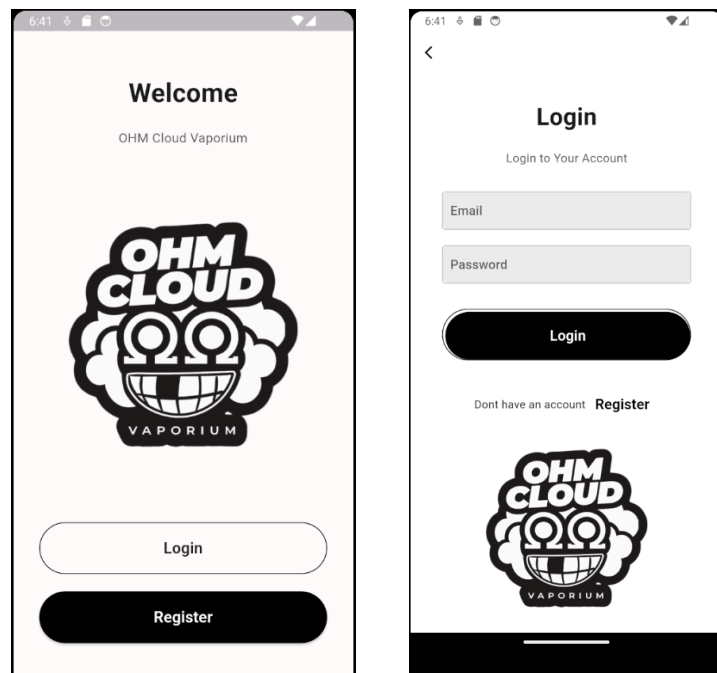 6:41
Welcome
OHM Cloud Vaporium
OHM
CLOUD
VAPORIUM
Login
Register
6:41
Login
Login to Your Account
Email
Password
Login
Dont have an account Register
OHM
CLOUD
VAPORIUM